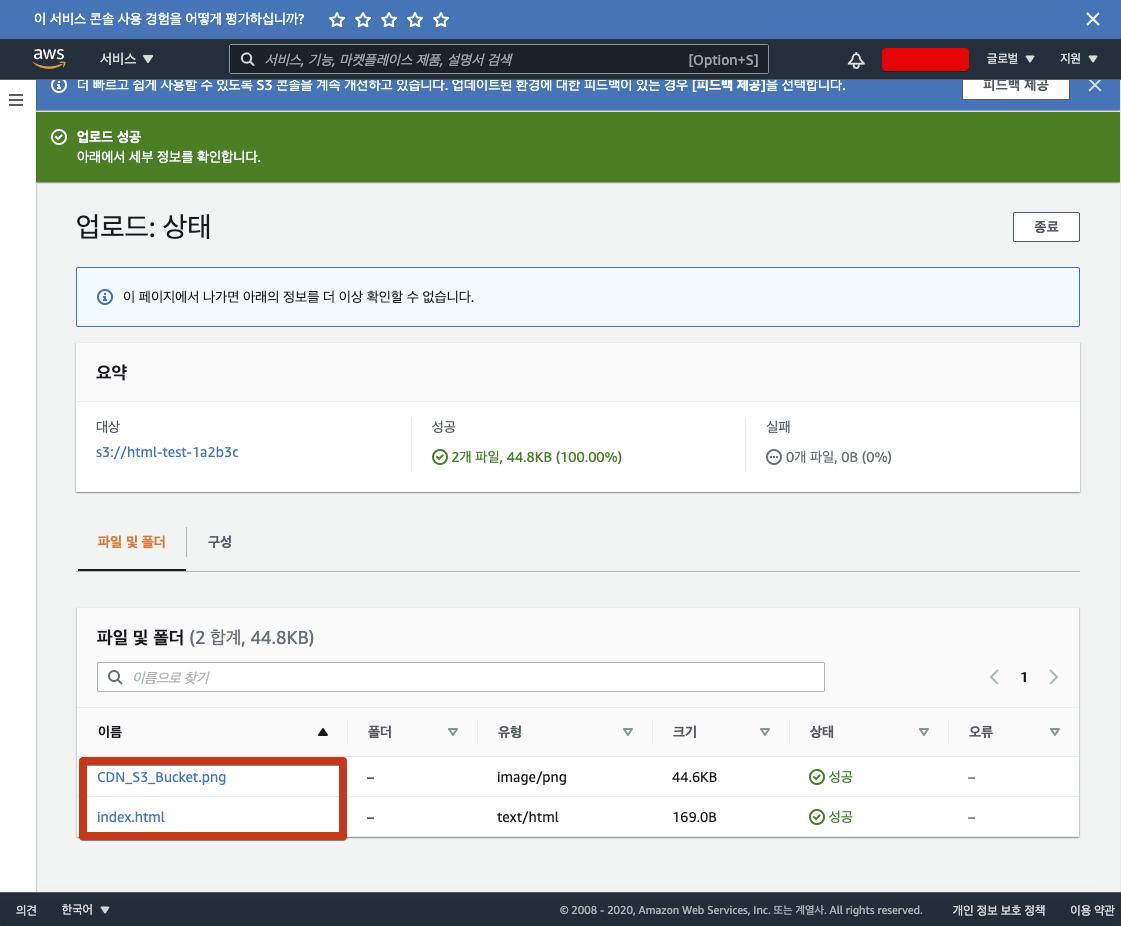 이 서비스 콘솔 사용 경험을 어떻게 평가하십니까?
aws 서비스 서비스, 기능, 마켓플레이스 제품, 설명서 검색 [Option+S] 글로벌 지원
더 빠르고 쉽게 사용할 수 있도록 S3 콘솔을 계속 개선하고 있습니다. 업데이트된 환경에 대한 피드백이 있는 경우 [피드백 제공]을 선택합니다. 피드백 제공
업로드 성공
아래에서 세부 정보를 확인합니다.
업로드: 상태 종료
이 페이지에서 나가면 아래의 정보를 더 이상 확인할 수 없습니다.
요약
대상 성공 실패
s3://html-test-1a2b3c 2개 파일, 44.8KB (100.00%) 0개 파일, 0B (0%)
파일 및 폴더 구성
파일 및 폴더 (2 합계, 44.8KB)
이름으로 찾기 1
이름 폴더 유형 크기 상태 오류
CDN_S3_Bucket.png – image/png 44.6KB 성공 –
index.html – text/html 169.0B 성공 –
의견 한국어 © 2008 - 2020, Amazon Web Services, Inc. 또는 계열사. All rights reserved. 개인 정보 보호 정책 이용 약관